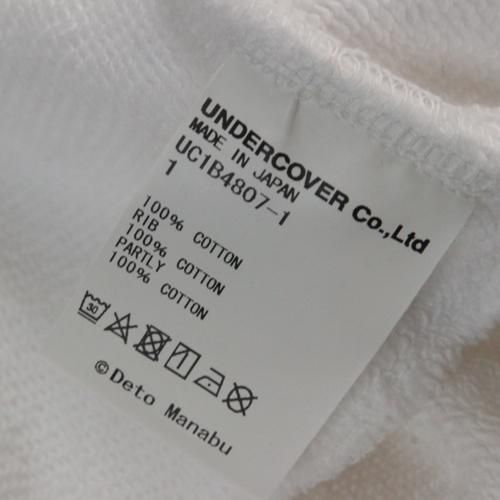 UNDERCOVER Co.,Ltd
MADE IN JAPAN
UC1B4807-1
1
100% COTTON
RIB
100% COTTON
PARTLY
100% COTTON
30
©Deto Manabu